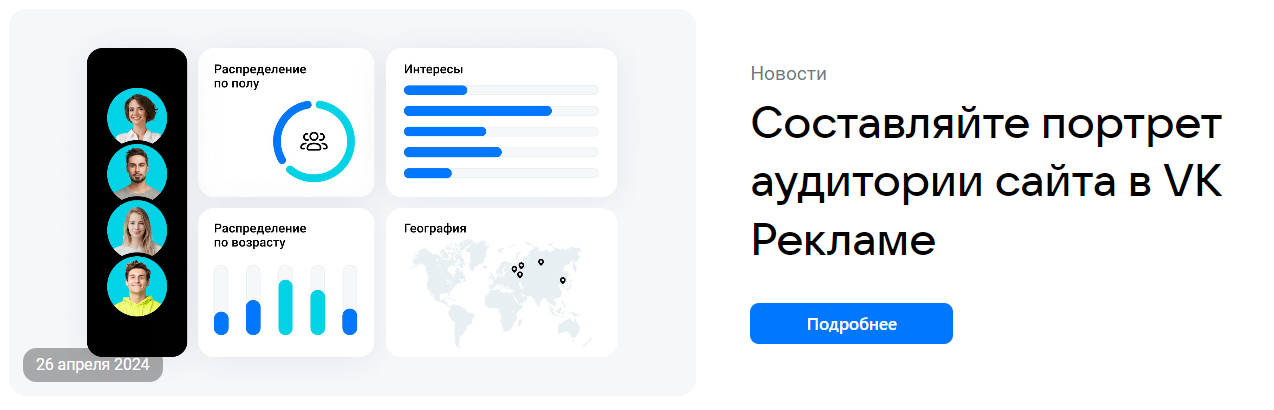 Распределение
по полу
Интересы
Распределение
по возрасту
География
26 апреля 2024
Новости
Составляйте портрет
аудитории сайта в VK
Рекламе
Подробнее